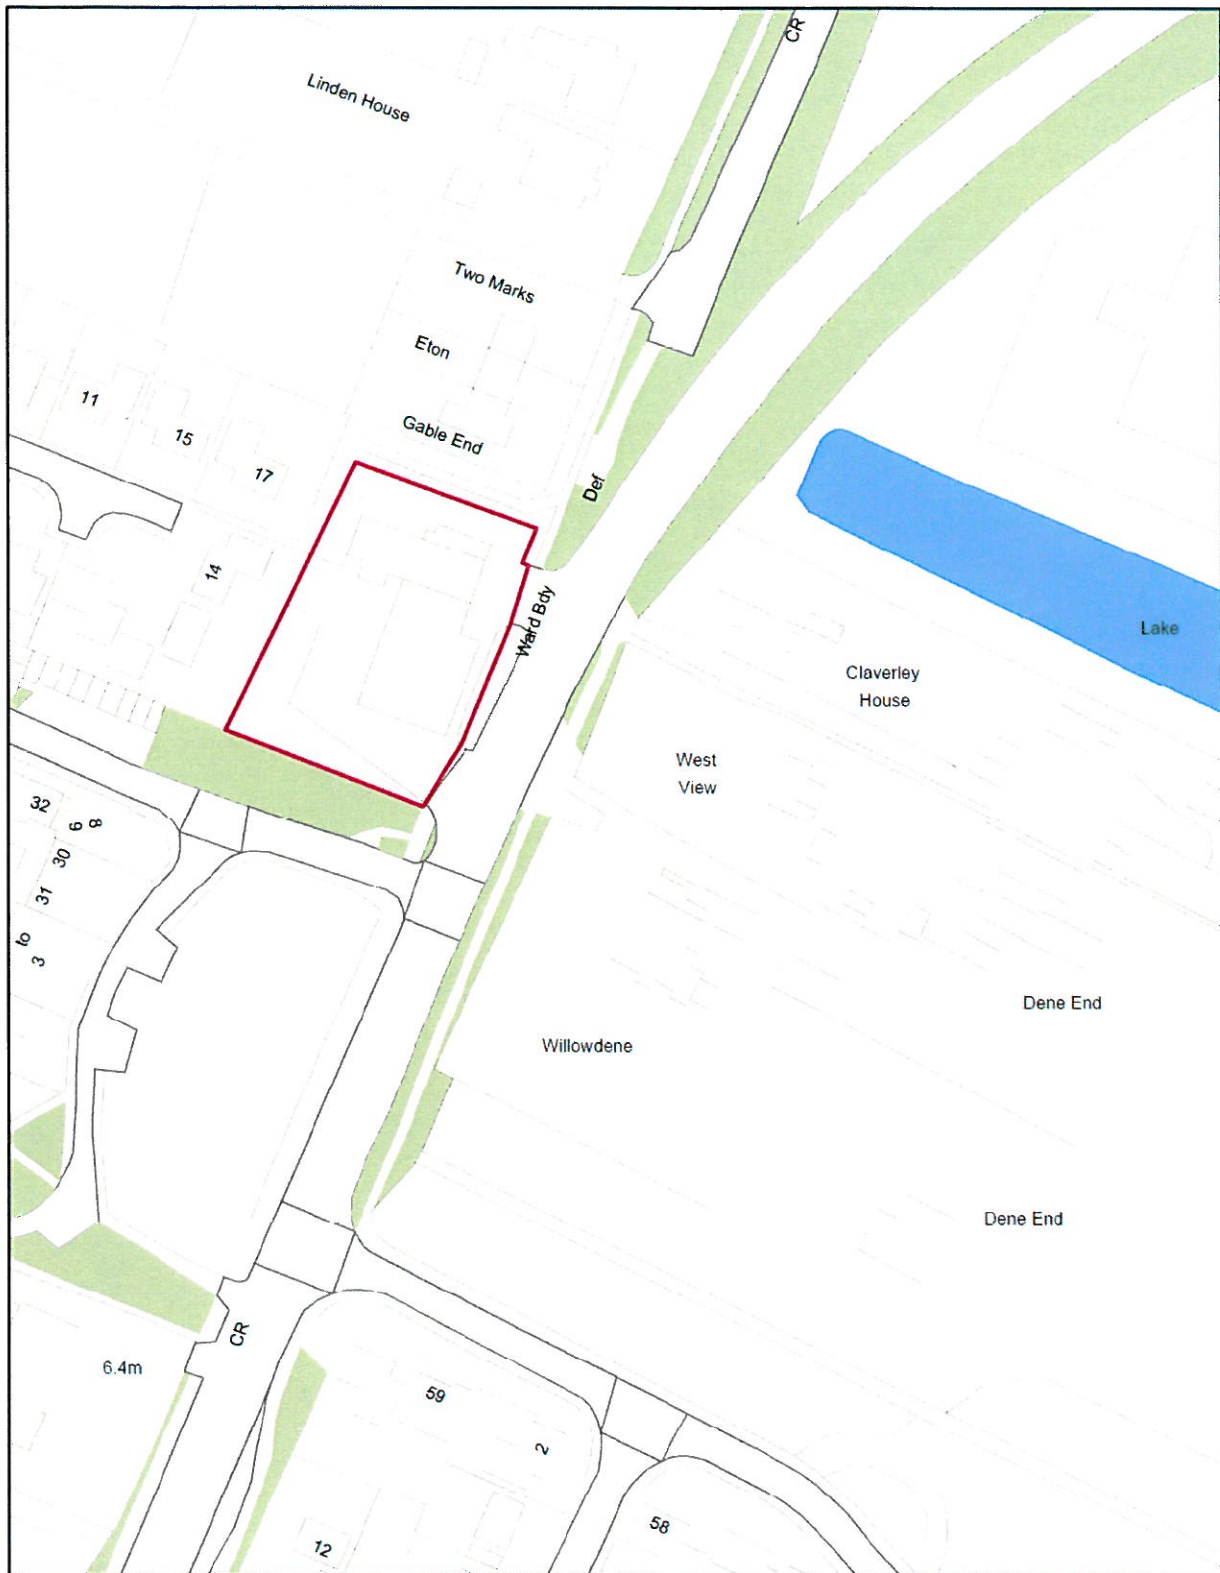 CR
Linden House
Two Marks
Eton
11
Gable End
15
17
Def
14
Ward Bdy
Lake
Claverley
House
West
View
32
8
9
30
31
to
3
Dene End
Willowdene
Dene End
CR
6.4m
59
2
58
12